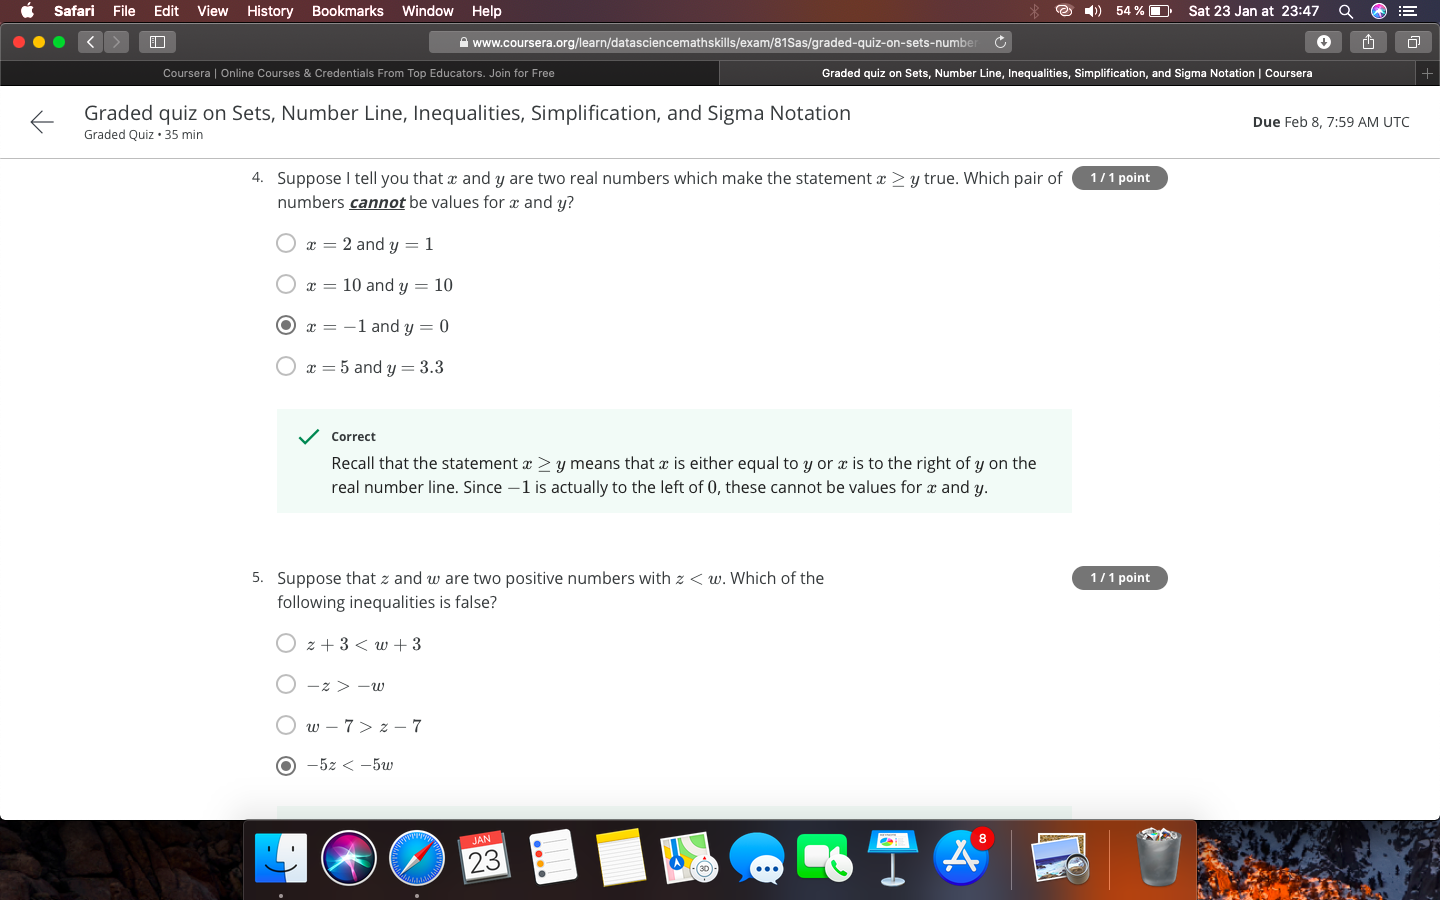 Safari File Edit View History Bookmarks Window Help 54 % Sat 23 Jan at 23:47
www.coursera.org/learn/datasciencemathskills/exam/81Sas/graded-quiz-on-sets-number
Coursera | Online Courses & Credentials From Top Educators. Join for Free
Graded quiz on Sets, Number Line, Inequalities, Simplification, and Sigma Notation | Coursera
Graded quiz on Sets, Number Line, Inequalities, Simplification, and Sigma Notation
Graded Quiz • 35 min
Due Feb 8, 7:59 AM UTC
4. Suppose I tell you that x and y are two real numbers which make the statement x ≥ y true. Which pair of
numbers cannot be values for x and y?
1 / 1 point
x = 2 and y = 1
x = 10 and y = 10
x = −1 and y = 0
x = 5 and y = 3.3
Correct
Recall that the statement x ≥ y means that x is either equal to y or x is to the right of y on the
real number line. Since −1 is actually to the left of 0, these cannot be values for x and y.
5. Suppose that z and w are two positive numbers with z < w. Which of the
following inequalities is false?
1 / 1 point
z + 3 < w + 3
−z > −w
w − 7 > z − 7
−5z < −5w
JAN
23
3D
8